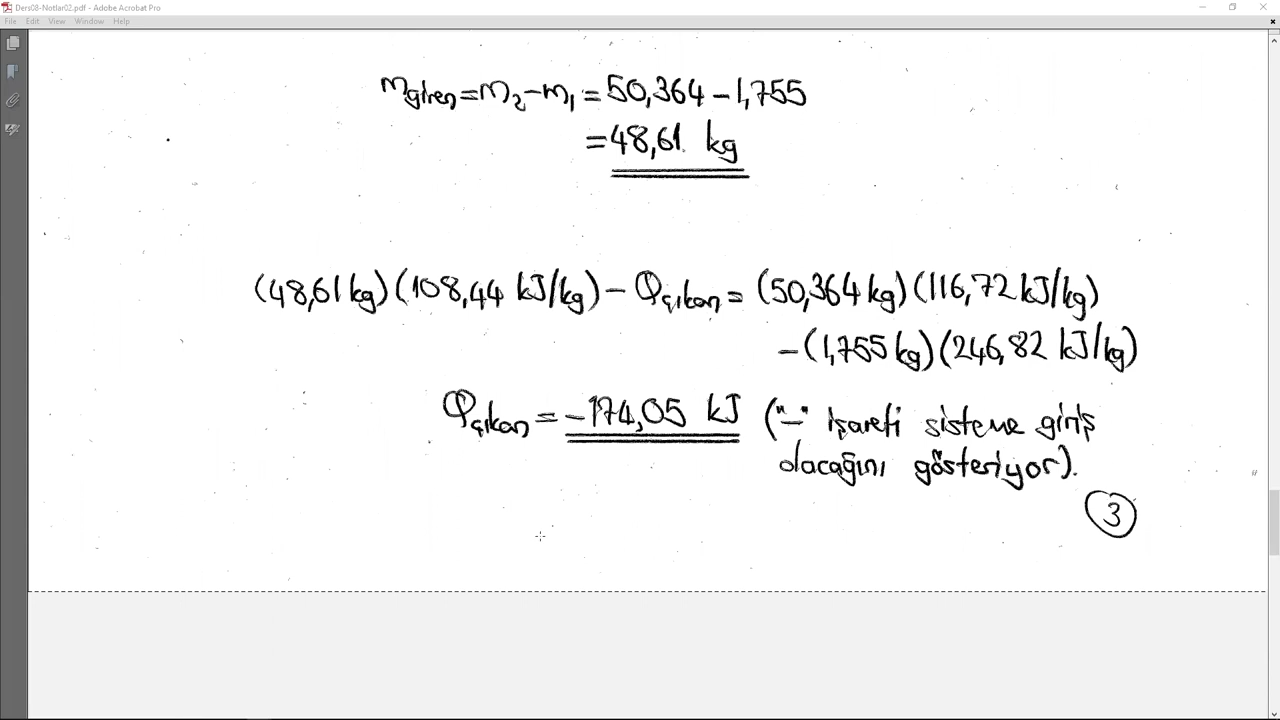 Ders08-Notlar02.pdf - Adobe Acrobat Pro
File Edit View Window Help
mgiren = m2 - m1 = 50,364 - 1,755
= 48,61 kg
(48,61 kg) (108,44 kJ/kg) - Qçıkan = (50,364 kg) (116,72 kJ/kg)
- (1,755 kg) (246,82 kJ/kg)
Qçıkan = -174,05 kJ ("-" işareti sisteme giriş
olacağını gösteriyor).
3